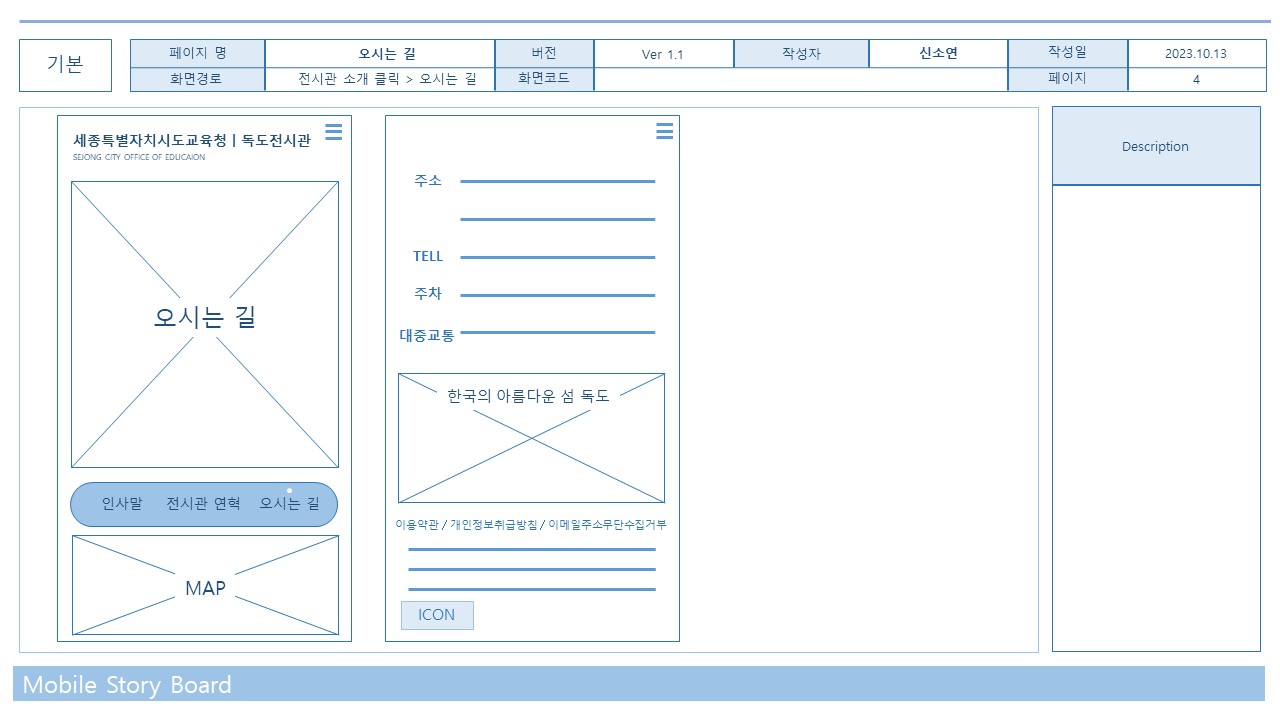 기본
페이지 명 오시는 길 버전 Ver 1.1 작성자 신소연 작성일 2023.10.13
화면경로 전시관 소개 클릭 > 오시는 길 화면코드 페이지 4
세종특별자치시도교육청 | 독도전시관
SEJONG CITY OFFICE OF EDUCAION
오시는 길
인사말 전시관 연혁 오시는 길
MAP
주소
TELL
주차
대중교통
한국의 아름다운 섬 독도
이용약관 / 개인정보취급방침 / 이메일주소무단수집거부
ICON
Description
Mobile Story Board